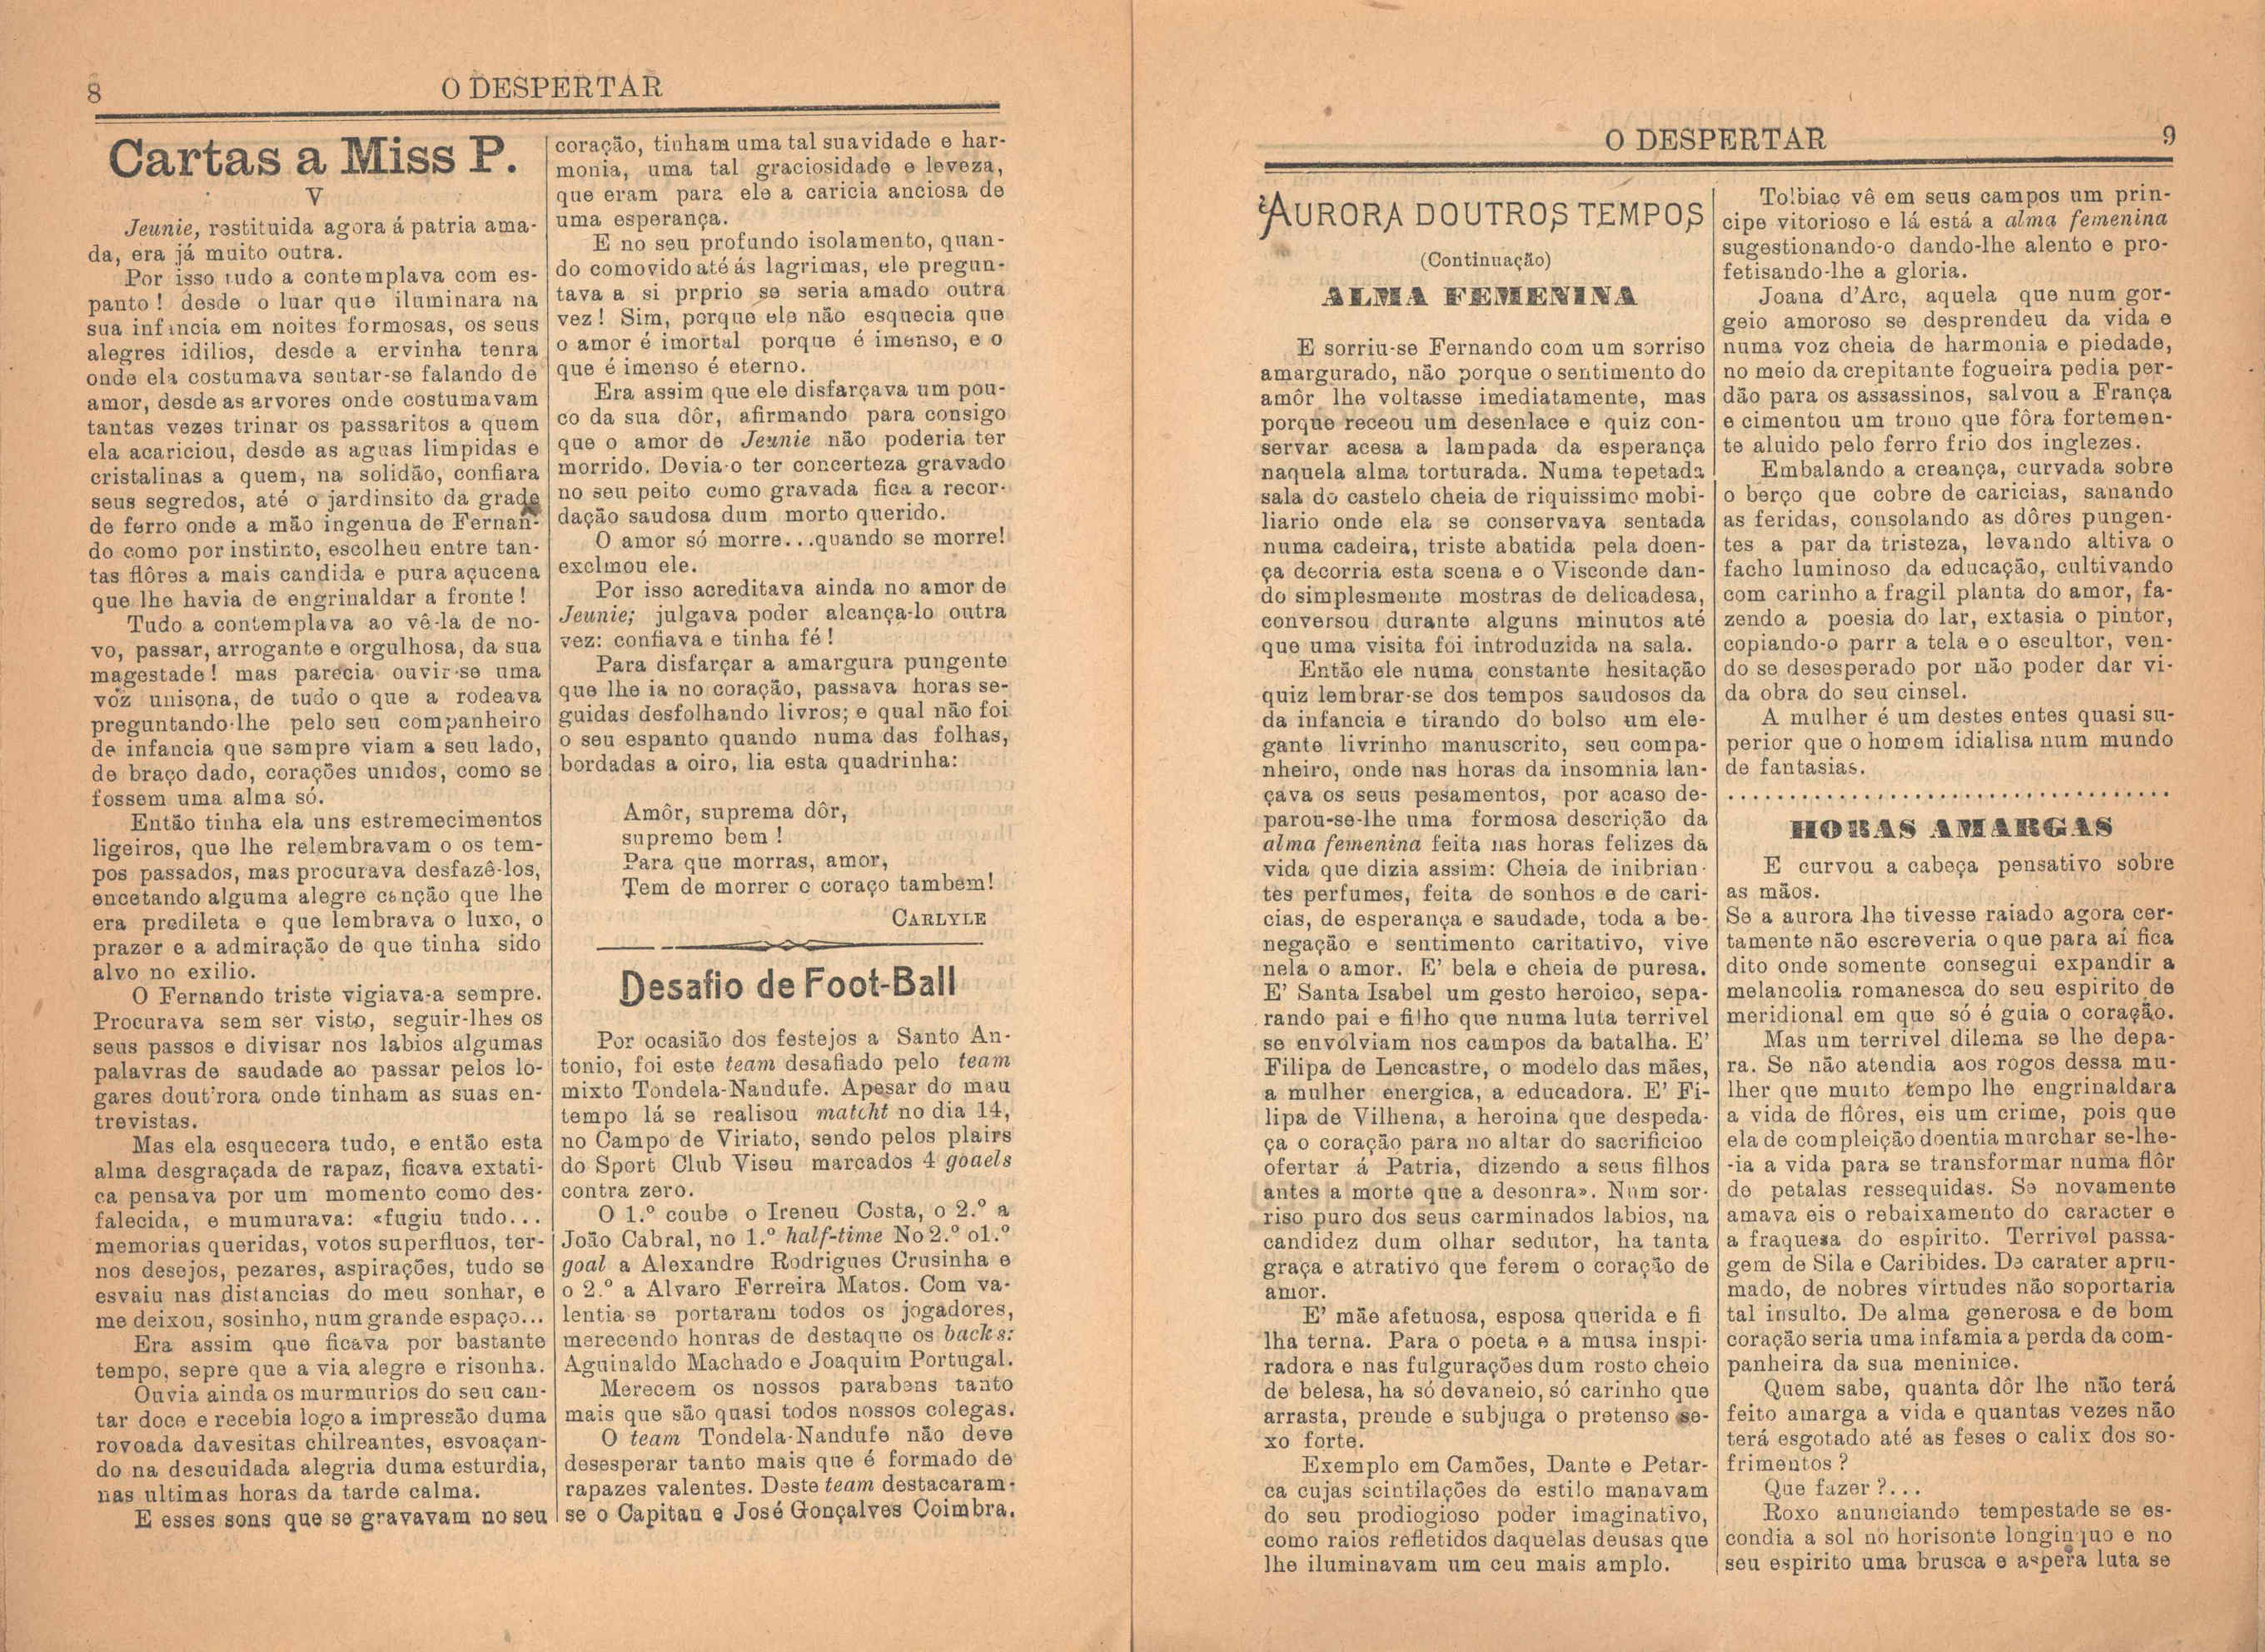 8
O DESPERTAR
Cartas a Miss P.
V
Jeunie, restituida agora á patria ama-
da, era já muito outra.
Por isso tudo a contemplava com es-
panto! desde o luar que iluminara na
sua infancia em noites formosas, os seus
alegres idilios, desde a ervinha tenra
onde ela costumava sentar-se falando de
amor, desde as arvores onde costumavam
tantas vezes trinar os passaritos a quem
ela acariciou, desde as aguas limpidas e
cristalinas a quem, na solidão, confiara
seus segredos, até o jardinsito da grade
de ferro onde a mão ingenua de Fernan-
do como por instinto, escolheu entre tan-
tas flôres a mais candida e pura açucena
que lhe havia de engrinaldar a fronte!
Tudo a contemplava ao vê-la de no-
vo, passar, arrogante e orgulhosa, da sua
magestade! mas parecia ouvir-se uma
vóz unisona, de tudo o que a rodeava
preguntando-lhe pelo seu companheiro
de infancia que sempre viam a seu lado,
de braço dado, corações unidos, como se
fossem uma alma só.
Então tinha ela uns estremecimentos
ligeiros, que lhe relembravam o os tem-
pos passados, mas procurava desfazê-los,
encetando alguma alegre canção que lhe
era predileta e que lembrava o luxo, o
prazer e a admiração de que tinha sido
alvo no exilio.
O Fernando triste vigiava-a sempre.
Procurava sem ser visto, seguir-lhes os
seus passos e divisar nos labios algumas
palavras de saudade ao passar pelos lo-
gares dout'rora onde tinham as suas en-
trevistas.
Mas ela esquecera tudo, e então esta
alma desgraçada de rapaz, ficava extati-
ca pensava por um momento como des-
falecida, e mumurava: «fugiu tudo...
memorias queridas, votos superfluos, ter-
nos desejos, pezares, aspirações, tudo se
esvaiu nas distancias do meu sonhar, e
me deixou, sosinho, num grande espaço...
Era assim que ficava por bastante
tempo, sepre que a via alegre e risonha.
Ouvia ainda os murmurios do seu can-
tar doce e recebia logo a impressão duma
rovoada davesitas chilreantes, esvoaçan-
do na descuidada alegria duma esturdia,
nas ultimas horas da tarde calma.
E esses sons que se gravavam no seu
coração, tinham uma tal suavidade e har-
monia, uma tal graciosidade e leveza,
que eram para ele a caricia anciosa de
uma esperança.
E no seu profundo isolamento, quan-
do comovido até ás lagrimas, ele pregun-
tava a si prprio se seria amado outra
vez! Sim, porque ele não esquecia que
o amor é imortal porque é imenso, e o
que é imenso é eterno.
Era assim que ele disfarçava um pou-
co da sua dôr, afirmando para consigo
que o amor de Jeunie não poderia ter
morrido. Devia-o ter concerteza gravado
no seu peito como gravada fica a recor-
dação saudosa dum morto querido.
O amor só morre...quando se morre!
exclmou ele.
Por isso acreditava ainda no amor de
Jeunie; julgava poder alcança-lo outra
vez: confiava e tinha fé!
Para disfarçar a amargura pungente
que lhe ia no coração, passava horas se-
guidas desfolhando livros; e qual não foi
o seu espanto quando numa das folhas,
bordadas a oiro, lia esta quadrinha:
Amôr, suprema dôr,
supremo bem!
Para que morras, amor,
Tem de morrer o coraço tambem!
CARLYLE
Desafio de Foot-Ball
Por ocasião dos festejos a Santo An-
tonio, foi este team desafiado pelo team
mixto Tondela-Nandufe. Apesar do mau
tempo lá se realisou matcht no dia 14,
no Campo de Viriato, sendo pelos plairs
do Sport Club Viseu marcados 4 goaels
contra zero.
O 1.º coube o Ireneu Costa, o 2.º a
João Cabral, no 1.º half-time No 2.º o1.º
goal a Alexandre Rodrigues Crusinha e
o 2.º a Alvaro Ferreira Matos. Com va-
lentia se portaram todos os jogadores,
merecendo honras de destaque os backs:
Aguinaldo Machado e Joaquim Portugal.
Merecem os nossos parabens tanto
mais que são quasi todos nossos colegas.
O team Tondela-Nandufe não deve
desesperar tanto mais que é formado de
rapazes valentes. Deste team destacaram-
se o Capitau e José Gonçalves Coimbra.
O DESPERTAR
9
AURORA DOUTROS TEMPOS
(Continuação)
ALMA FEMENINA
E sorriu-se Fernando com um sorriso
amargurado, não porque o sentimento do
amôr lhe voltasse imediatamente, mas
porque receou um desenlace e quiz con-
servar acesa a lampada da esperança
naquela alma torturada. Numa tepetada
sala do castelo cheia de riquissimo mobi-
liario onde ela se conservava sentada
numa cadeira, triste abatida pela doen-
ça decorria esta scena e o Visconde dan-
do simplesmente mostras de delicadesa,
conversou durante alguns minutos até
que uma visita foi introduzida na sala.
Então ele numa constante hesitação
quiz lembrar-se dos tempos saudosos da
da infancia e tirando do bolso um ele-
gante livrinho manuscrito, seu compa-
nheiro, onde nas horas da insomnia lan-
çava os seus pesamentos, por acaso de-
parou-se-lhe uma formosa descrição da
alma femenina feita nas horas felizes da
vida que dizia assim: Cheia de inibrian-
tes perfumes, feita de sonhos e de cari-
cias, de esperança e saudade, toda a be-
negação e sentimento caritativo, vive
nela o amor. E' bela e cheia de puresa.
E' Santa Isabel um gesto heroico, sepa-
rando pai e filho que numa luta terrivel
se envolviam nos campos da batalha. E'
Filipa de Lencastre, o modelo das mães,
a mulher energica, a educadora. E' Fi-
lipa de Vilhena, a heroina que despeda-
ça o coração para no altar do sacrificioo
ofertar á Patria, dizendo a seus filhos
antes a morte que a desonra». Num sor-
riso puro dos seus carminados labios, na
candidez dum olhar sedutor, ha tanta
graça e atrativo que ferem o coração de
amor.
E' mãe afetuosa, esposa querida e fi
lha terna. Para o poeta e a musa inspi-
radora e nas fulgurações dum rosto cheio
de belesa, ha só devaneio, só carinho que
arrasta, prende e subjuga o pretenso se-
xo forte.
Exemplo em Camões, Dante e Petar-
ca cujas scintilações de estilo manavam
do seu prodiogioso poder imaginativo,
como raios refletidos daquelas deusas que
lhe iluminavam um ceu mais amplo.
Tolbiac vê em seus campos um prin-
cipe vitorioso e lá está a alma femenina
sugestionando-o dando-lhe alento e pro-
fetisando-lhe a gloria.
Joana d'Arc, aquela que num gor-
geio amoroso se desprendeu da vida e
numa voz cheia de harmonia e piedade,
no meio da crepitante fogueira pedia per-
dão para os assassinos, salvou a França
e cimentou um trono que fôra fortemen-
te aluido pelo ferro frio dos inglezes.
Embalando a creança, curvada sobre
o berço que cobre de caricias, sanando
as feridas, consolando as dôres pungen-
tes a par da tristeza, levando altiva o
facho luminoso da educação, cultivando
com carinho a fragil planta do amor, fa-
zendo a poesia do lar, extasia o pintor,
copiando-o parr a tela e o escultor, ven-
do se desesperado por não poder dar vi-
da obra do seu cinsel.
A mulher é um destes entes quasi su-
perior que o homem idialisa num mundo
de fantasias.
..................................
HORAS AMARGAS
E curvou a cabeça pensativo sobre
as mãos.
Se a aurora lhe tivesse raiado agora cer-
tamente não escreveria o que para aí fica
dito onde somente consegui expandir a
melancolia romanesca do seu espirito de
meridional em que só é guia o coração.
Mas um terrivel dilema se lhe depa-
ra. Se não atendia aos rogos dessa mu-
lher que muito tempo lhe engrinaldara
a vida de flôres, eis um crime, pois que
ela de compleição doentia murchar se-lhe-
-ia a vida para se transformar numa flôr
de petalas ressequidas. Se novamente
amava eis o rebaixamento do caracter e
a fraquesa do espirito. Terrivel passa-
gem de Sila e Caribides. De carater apru-
mado, de nobres virtudes não soportaria
tal insulto. De alma generosa e de bom
coração seria uma infamia a perda da com-
panheira da sua meninice.
Quem sabe, quanta dôr lhe não terá
feito amarga a vida e quantas vezes não
terá esgotado até as feses o calix dos so-
frimentos?
Que fazer?...
Roxo anunciando tempestade se es-
condia a sol no horisonte longinquo e no
seu espirito uma brusca e aspera luta se